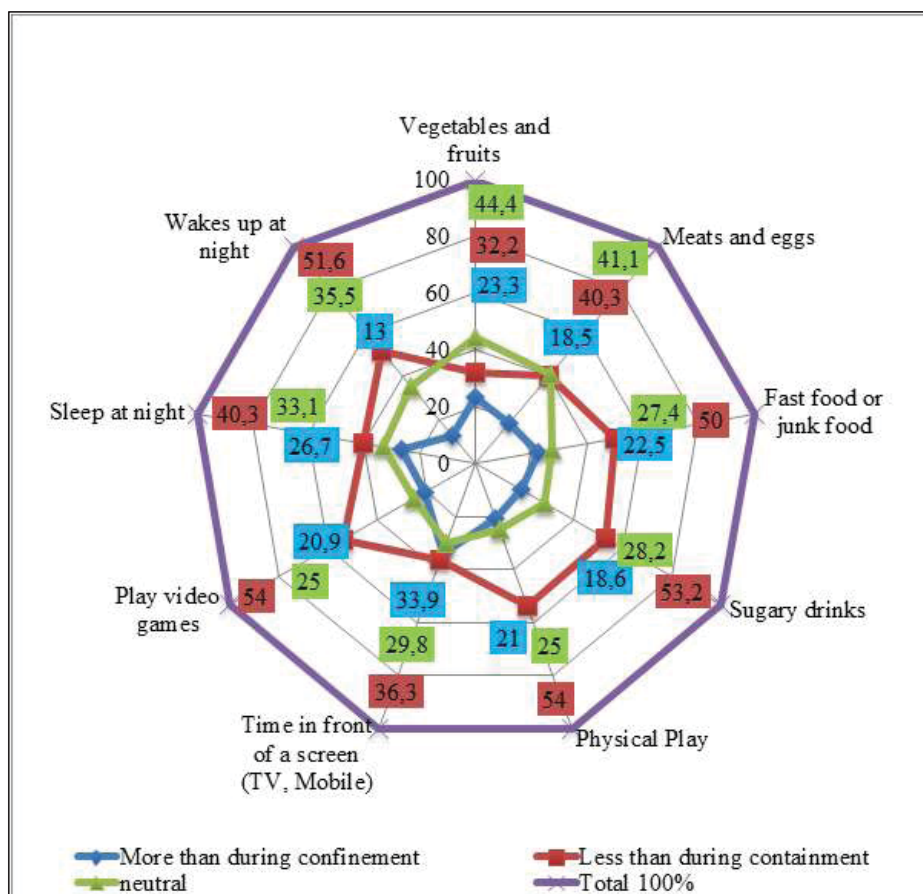 Vegetables and
fruits
100
44,4
Wakes up at
night
Meats and eggs
51,6
80
32,2
41,1
35,5
60
23,3
40,3
13
18,5
40
Sleep at night
40,3
33,1
26,7
20
27,4
50
22,5
Fast food or
junk food
0
20,9
18,6
28,2
53,2
Play video
games
54
25
33,9
21
25
Sugary drinks
29,8
36,3
54
Time in front
of a screen
(TV, Mobile)
Physical Play
More than during confinement
Less than during containment
neutral
Total 100%